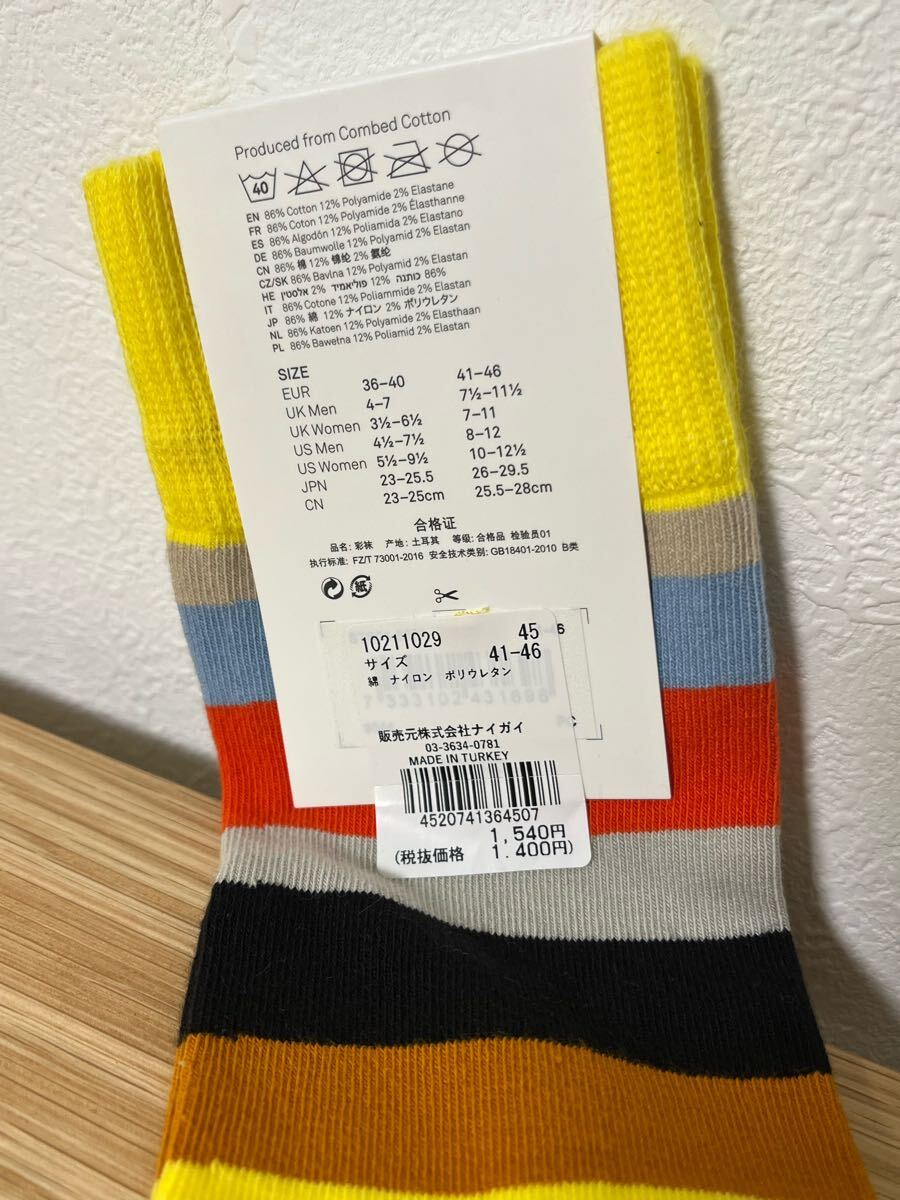 Produced from Combed Cotton
40
EN 86% Cotton 12% Polyamide 2% Elastane
FR 86% Coton 12% Polyamide 2% Élasthanne
ES 86% Algodón 12% Poliamida 2% Elastano
DE 86% Baumwolle 12% Polyamid 2% Elastan
CN 86% 棉 12% 锦纶 2% 氨纶
CZ/SK 86% Bavlna 12% Polyamid 2% Elastan
HE 86% כותנה 12% פוליאמיד 2% אלסטין
IT 86% Cotone 12% Poliammide 2% Elastan
JP 86% 綿 12% ナイロン 2% ポリウレタン
NL 86% Katoen 12% Polyamide 2% Elasthaan
PL 86% Bawełna 12% Poliamid 2% Elastan
SIZE
EUR 36–40 41–46
UK Men 4–7 7½–11½
UK Women 3½–6½ 7–11
US Men 4½–7½ 8–12
US Women 5½–9½ 10–12½
JPN 23–25.5 26–29.5
CN 23–25cm 25.5–28cm
合格证
品名: 彩袜 产地: 土耳其 等级: 合格品 检验员01
执行标准: FZ/T 73001-2016 安全技术类别: GB18401-2010 B类
紙
10211029 45
サイズ 41-46
綿 ナイロン ポリウレタン
販売元株式会社ナイガイ
03-3634-0781
MADE IN TURKEY
4520741364507
1,540円
(税抜価格 1.400円)